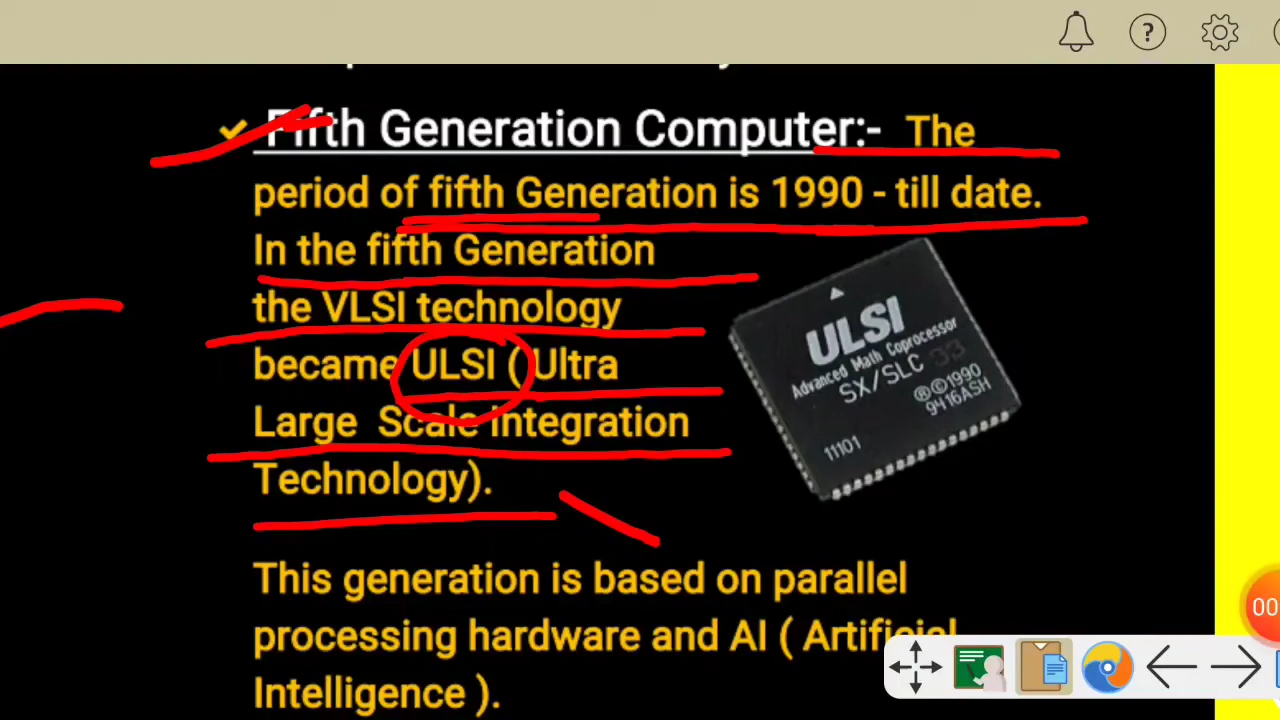 Fifth Generation Computer:- The
period of fifth Generation is 1990 - till date.
In the fifth Generation
the VLSI technology
became ULSI ( Ultra
Large Scale integration
Technology).
ULSI
Advanced Math Coprocessor
SX/SLC 33
®©1990
9416ASH
11101
This generation is based on parallel
processing hardware and AI ( Artificial
Intelligence ).
00